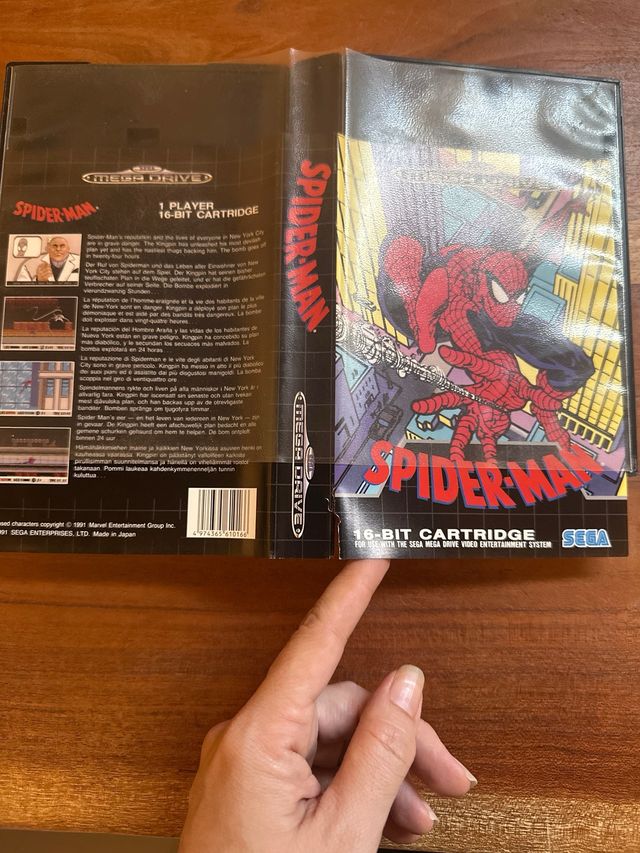 SEGA
MEGA DRIVE
SPIDER-MAN.
1 PLAYER
16-BIT CARTRIDGE
Spider-Man's reputation and the lives of everyone in New York City
are in grave danger. The Kingpin has unleashed his most devilish
plan yet and has the nastiest thugs backing him. The bomb goes off
in twenty-four hours.
Der Ruf von Spiderman und das Leben aller Einwohner von New
York City stehen auf dem Spiel. Der Kingpin hat seinen bisher
teuflischsten Plan in die Wege geleitet, und er hat die gefährlichsten
Verbrecher auf seiner Seite. Die Bombe explodiert in
vierundzwanzig Stunden...
La réputation de l'homme-araignée et la vie des habitants de la ville
de New-York sont en danger. Kingpin a déployé son plan le plus
démoniaque et est aidé par des bandits très dangereux. La bombe
doit exploser dans vingt-quatre heures...
La reputación del Hombre Araña y las vidas de los habitantes de
Nueva York están en grave peligro. Kingpin ha concebido su plan
más diabólico, y le secundan los secuaces más malvados. La
bomba explotará en 24 horas...
La reputazione di Spiderman e le vite degli abitanti di New York
City sono in grave pericolo. Kingpin ha messo in atto il più diabolico
dei suoi piani ed è assistito dai più disgustosi mangoldi. La bomba
scoppia nel giro di ventiquattro ore
Spindelmannens rykte och liven på alla människor i New York är i
allvarlig fara. Kingpin har iscensatt sin senaste och utan tvekan
mest djävulska plan, och han backas upp av de otrevligaste
banditer. Bomben sprängs om tjugofyra timmar
Spider Man's eer — en het leven van iedereen in New York — zijn
in gevaar. De Kingpin heeft een afschuwelijk plan bedacht en alle
gemene schurken gehuurd om hem te helpen. De bom ontploft
binnen 24 uur
Hämähäkkimiehen maine ja kaikkien New Yorkissa asuvien henki on
kauheassa vaarassa. Kingpin on päästänyt valloilleen kaikkein
pirullisimman suunnitelmansa ja hänellä on vihelmämmät roistot
takanaan. Pommi laukeaa kahdenkymmenenneljän tunnin
kuluttua...
sed characters copyright © 1991 Marvel Entertainment Group Inc.
91 SEGA ENTERPRISES, LTD. Made in Japan
4 974365 610166
SPIDER-MAN.
SEGA
MEGA DRIVE
SPIDER-MAN
16-BIT CARTRIDGE
FOR USE WITH THE SEGA MEGA DRIVE VIDEO ENTERTAINMENT SYSTEM
SEGA